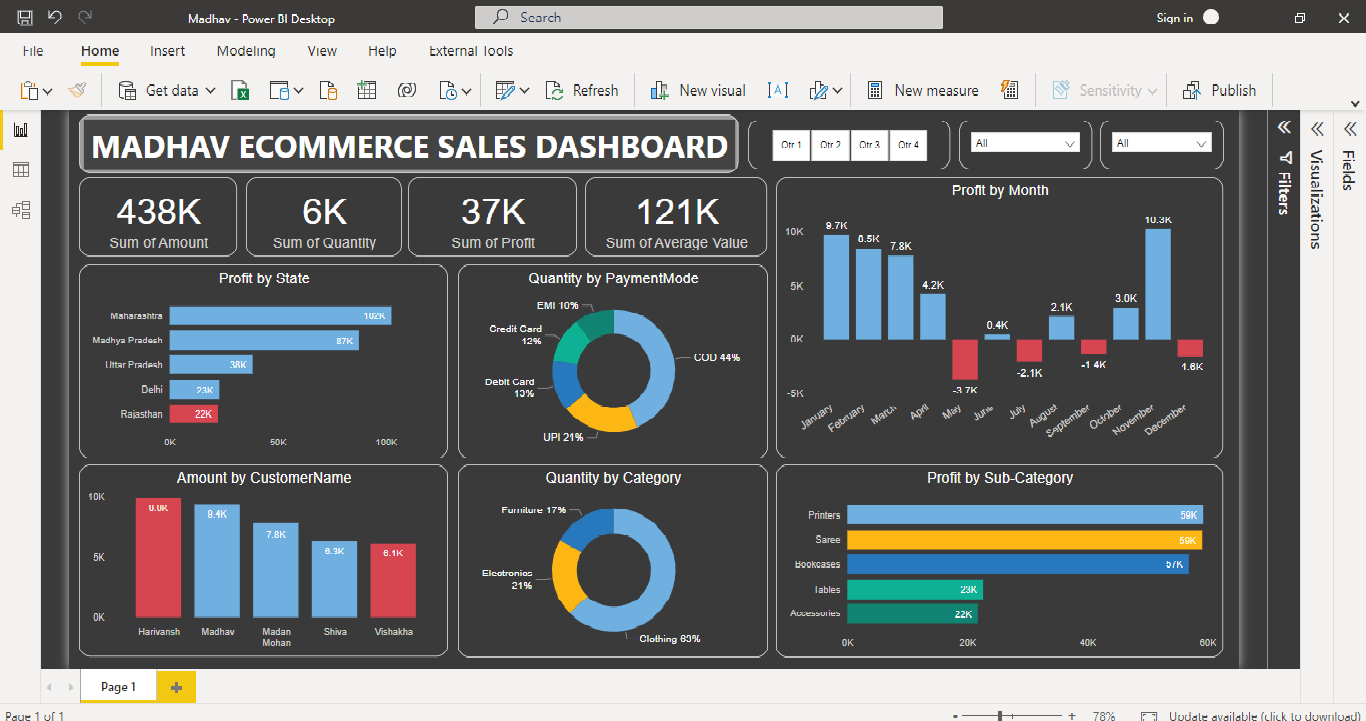 Madhav - Power BI Desktop
Search
Sign in
File
Home
Insert
Modeling
View
Help
External Tools
Get data
Refresh
New visual
New measure
Sensitivity
Publish
MADHAV ECOMMERCE SALES DASHBOARD
Qtr 1
Qtr 2
Qtr 3
Qtr 4
All
All
Filters
Visualizations
Fields
438K
Sum of Amount
6K
Sum of Quantity
37K
Sum of Profit
121K
Sum of Average Value
Profit by Month
10K
5K
0K
-5K
9.7K
8.5K
7.8K
4.2K
-3.7K
0.4K
-2.1K
2.1K
-1.4K
3.0K
10.3K
1.6K
January
February
March
April
May
June
July
August
September
October
November
December
Profit by State
Maharashtra
102K
Madhya Pradesh
87K
Uttar Pradesh
38K
Delhi
23K
Rajasthan
22K
0K
50K
100K
Quantity by PaymentMode
EMI 10%
Credit Card
12%
Debit Card
13%
UPI 21%
COD 44%
Amount by CustomerName
10K
5K
0K
9.4K
7.8K
6.3K
6.1K
Harivansh
Madhav
Madan
Mohan
Shiva
Vishakha
Quantity by Category
Furniture 17%
Electronics
21%
Clothing 63%
Profit by Sub-Category
Printers
59K
Saree
59K
Bookcases
57K
Tables
23K
Accessories
22K
0K
20K
40K
60K
Page 1
Page 1 of 1
78%
Update available (click to download)